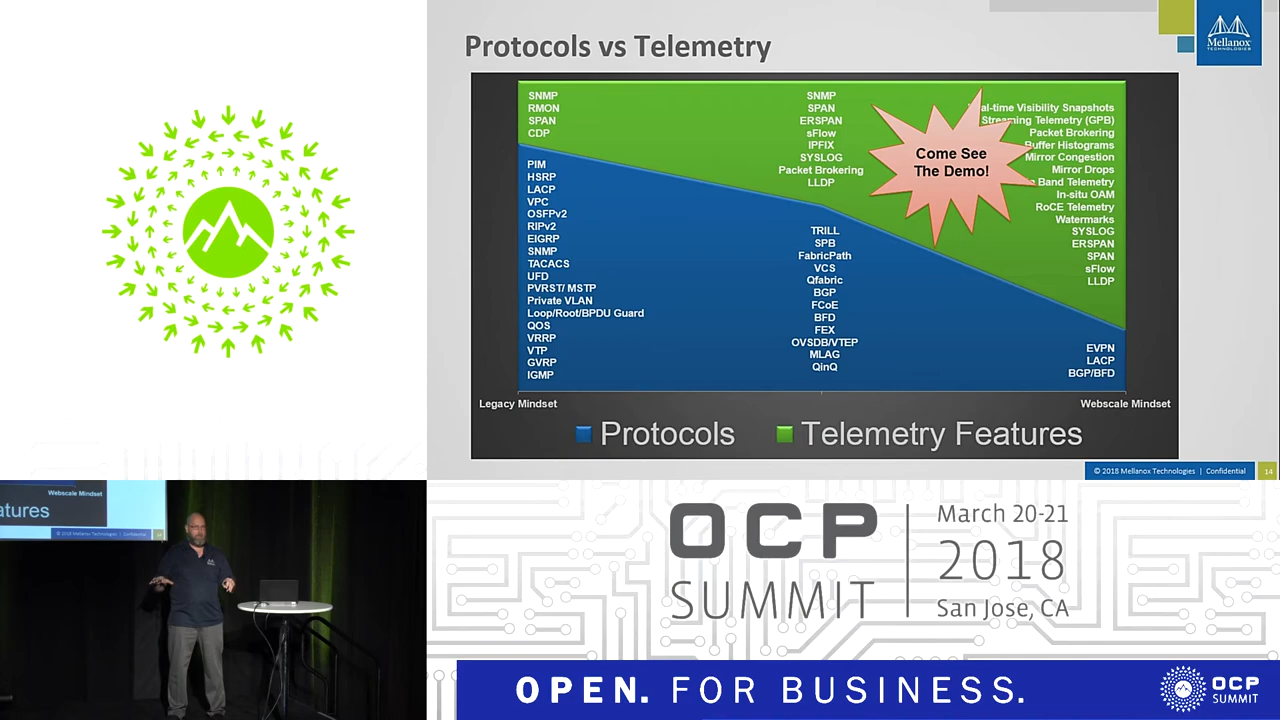 Protocols vs Telemetry
Mellanox
TECHNOLOGIES
SNMP
RMON
SPAN
CDP
PIM
HSRP
LACP
VPC
OSFPv2
RIPv2
EIGRP
SNMP
TACACS
UFD
PVRST/ MSTP
Private VLAN
Loop/Root/BPDU Guard
QOS
VRRP
VTP
GVRP
IGMP
SNMP
SPAN
ERSPAN
sFlow
IPFIX
SYSLOG
Packet Brokering
LLDP
TRILL
SPB
FabricPath
VCS
Qfabric
BGP
FCoE
BFD
FEX
OVSDB/VTEP
MLAG
QinQ
Come See
The Demo!
Visibility Snapshots
Telemetry (GPB)
Packet Brokering
Buffer Histograms
Mirror Congestion
Mirror Drops
Band Telemetry
In-situ OAM
RoCE Telemetry
Watermarks
SYSLOG
ERSPAN
SPAN
sFlow
LLDP
EVPN
LACP
BGP/BFD
Legacy Mindset
Webscale Mindset
Protocols
Telemetry Features
© 2018 Mellanox Technologies | Confidential
14
Webscale Mindset
atures
© 2018 Mellanox Technologies | Confidential
OCP
SUMMIT
March 20-21
2018
San Jose, CA
OPEN. FOR BUSINESS.
OCP
SUMMIT